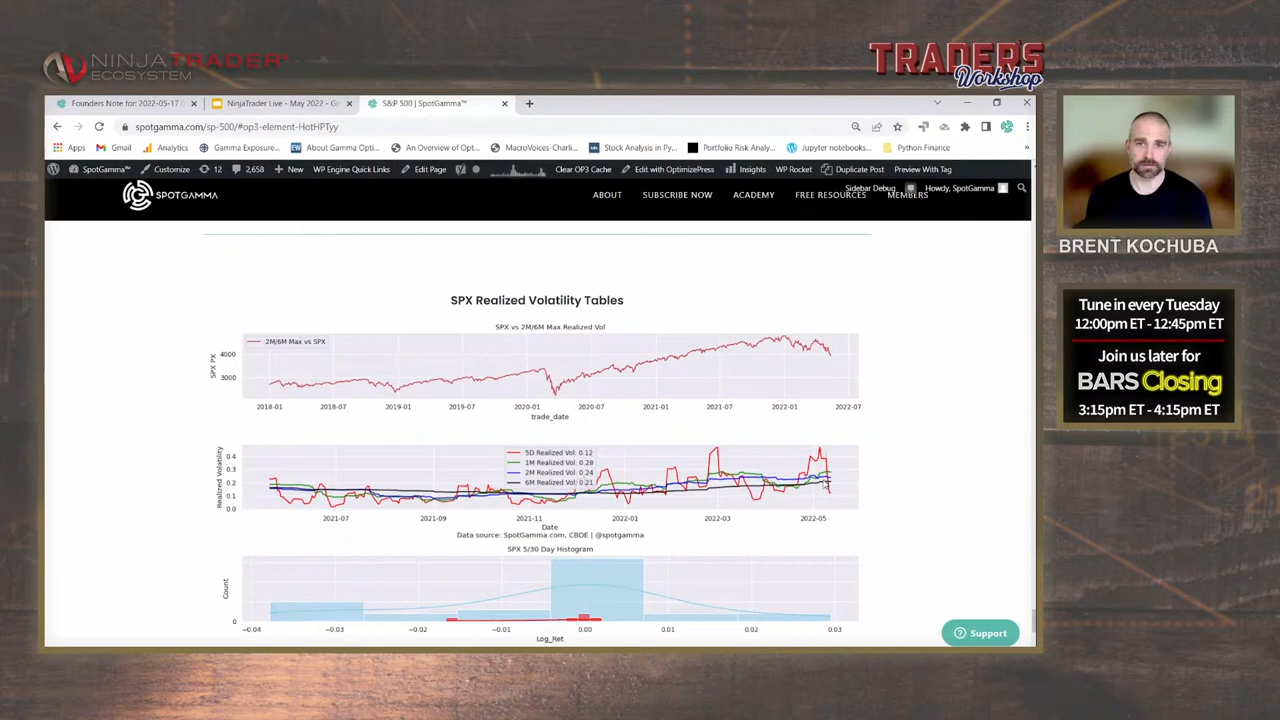 NINJATRADER
ECOSYSTEM
TRADER'S
Workshop
Founders Note for: 2022-05-17 0
NinjaTrader Live - May 2022 - G
S&P 500 | SpotGamma™
spotgamma.com/sp-500/#op3-element-HotHPTyy
Apps
Gmail
Analytics
Gamma Exposure...
About Gamma Opti...
An Overview of Opt...
MacroVoices-Charli...
Stock Analysis in Py...
Portfolio Risk Analy...
Jupyter notebooks...
Python Finance
SpotGamma™
Customize
12
2,658
New
WP Engine Quick Links
Edit Page
Clear OP3 Cache
Edit with OptimizePress
Insights
WP Rocket
Duplicate Post
Preview With Tag
Sidebar Debug
Howdy, SpotGamma
SPOTGAMMA
ABOUT
SUBSCRIBE NOW
ACADEMY
FREE RESOURCES
MEMBERS
SPX Realized Volatility Tables
SPX vs 2M/6M Max Realized Vol
2M/6M Max vs SPX
SPX PX
4000
3000
2018-01 2018-07 2019-01 2019-07 2020-01 2020-07 2021-01 2021-07 2022-01 2022-07
trade_date
Realized Volatility
0.4
0.3
0.2
0.1
0.0
5D Realized Vol: 0.12
1M Realized Vol: 0.28
2M Realized Vol: 0.24
6M Realized Vol: 0.21
2021-07 2021-09 2021-11 2022-01 2022-03 2022-05
Date
Data source: SpotGamma.com, CBOE | @spotgamma
SPX 5/30 Day Histogram
Count
0
−0.04 −0.03 −0.02 −0.01 0.00 0.01 0.02 0.03
Log_Ret
Support
BRENT KOCHUBA
Tune in every Tuesday
12:00pm ET - 12:45pm ET
Join us later for
BARS Closing
3:15pm ET - 4:15pm ET